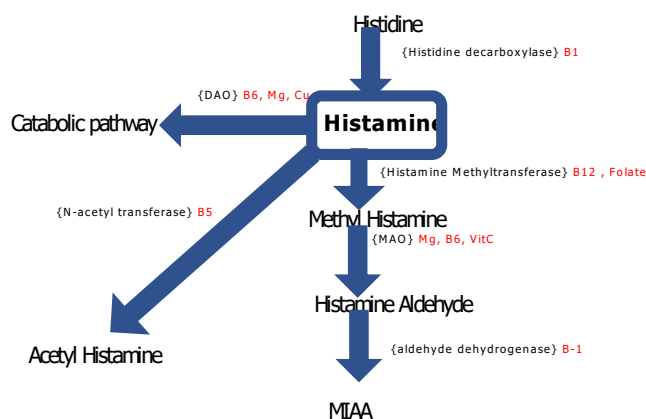 Histidine
{Histidine decarboxylase} B1
{DAO} B6, Mg, Cu
Catabolic pathway
Histamine
{Histamine Methyltransferase} B12 , Folate
{N-acetyl transferase} B5
Methyl Histamine
{MAO} Mg, B6, VitC
Histamine Aldehyde
{aldehyde dehydrogenase} B-1
Acetyl Histamine
MIAA